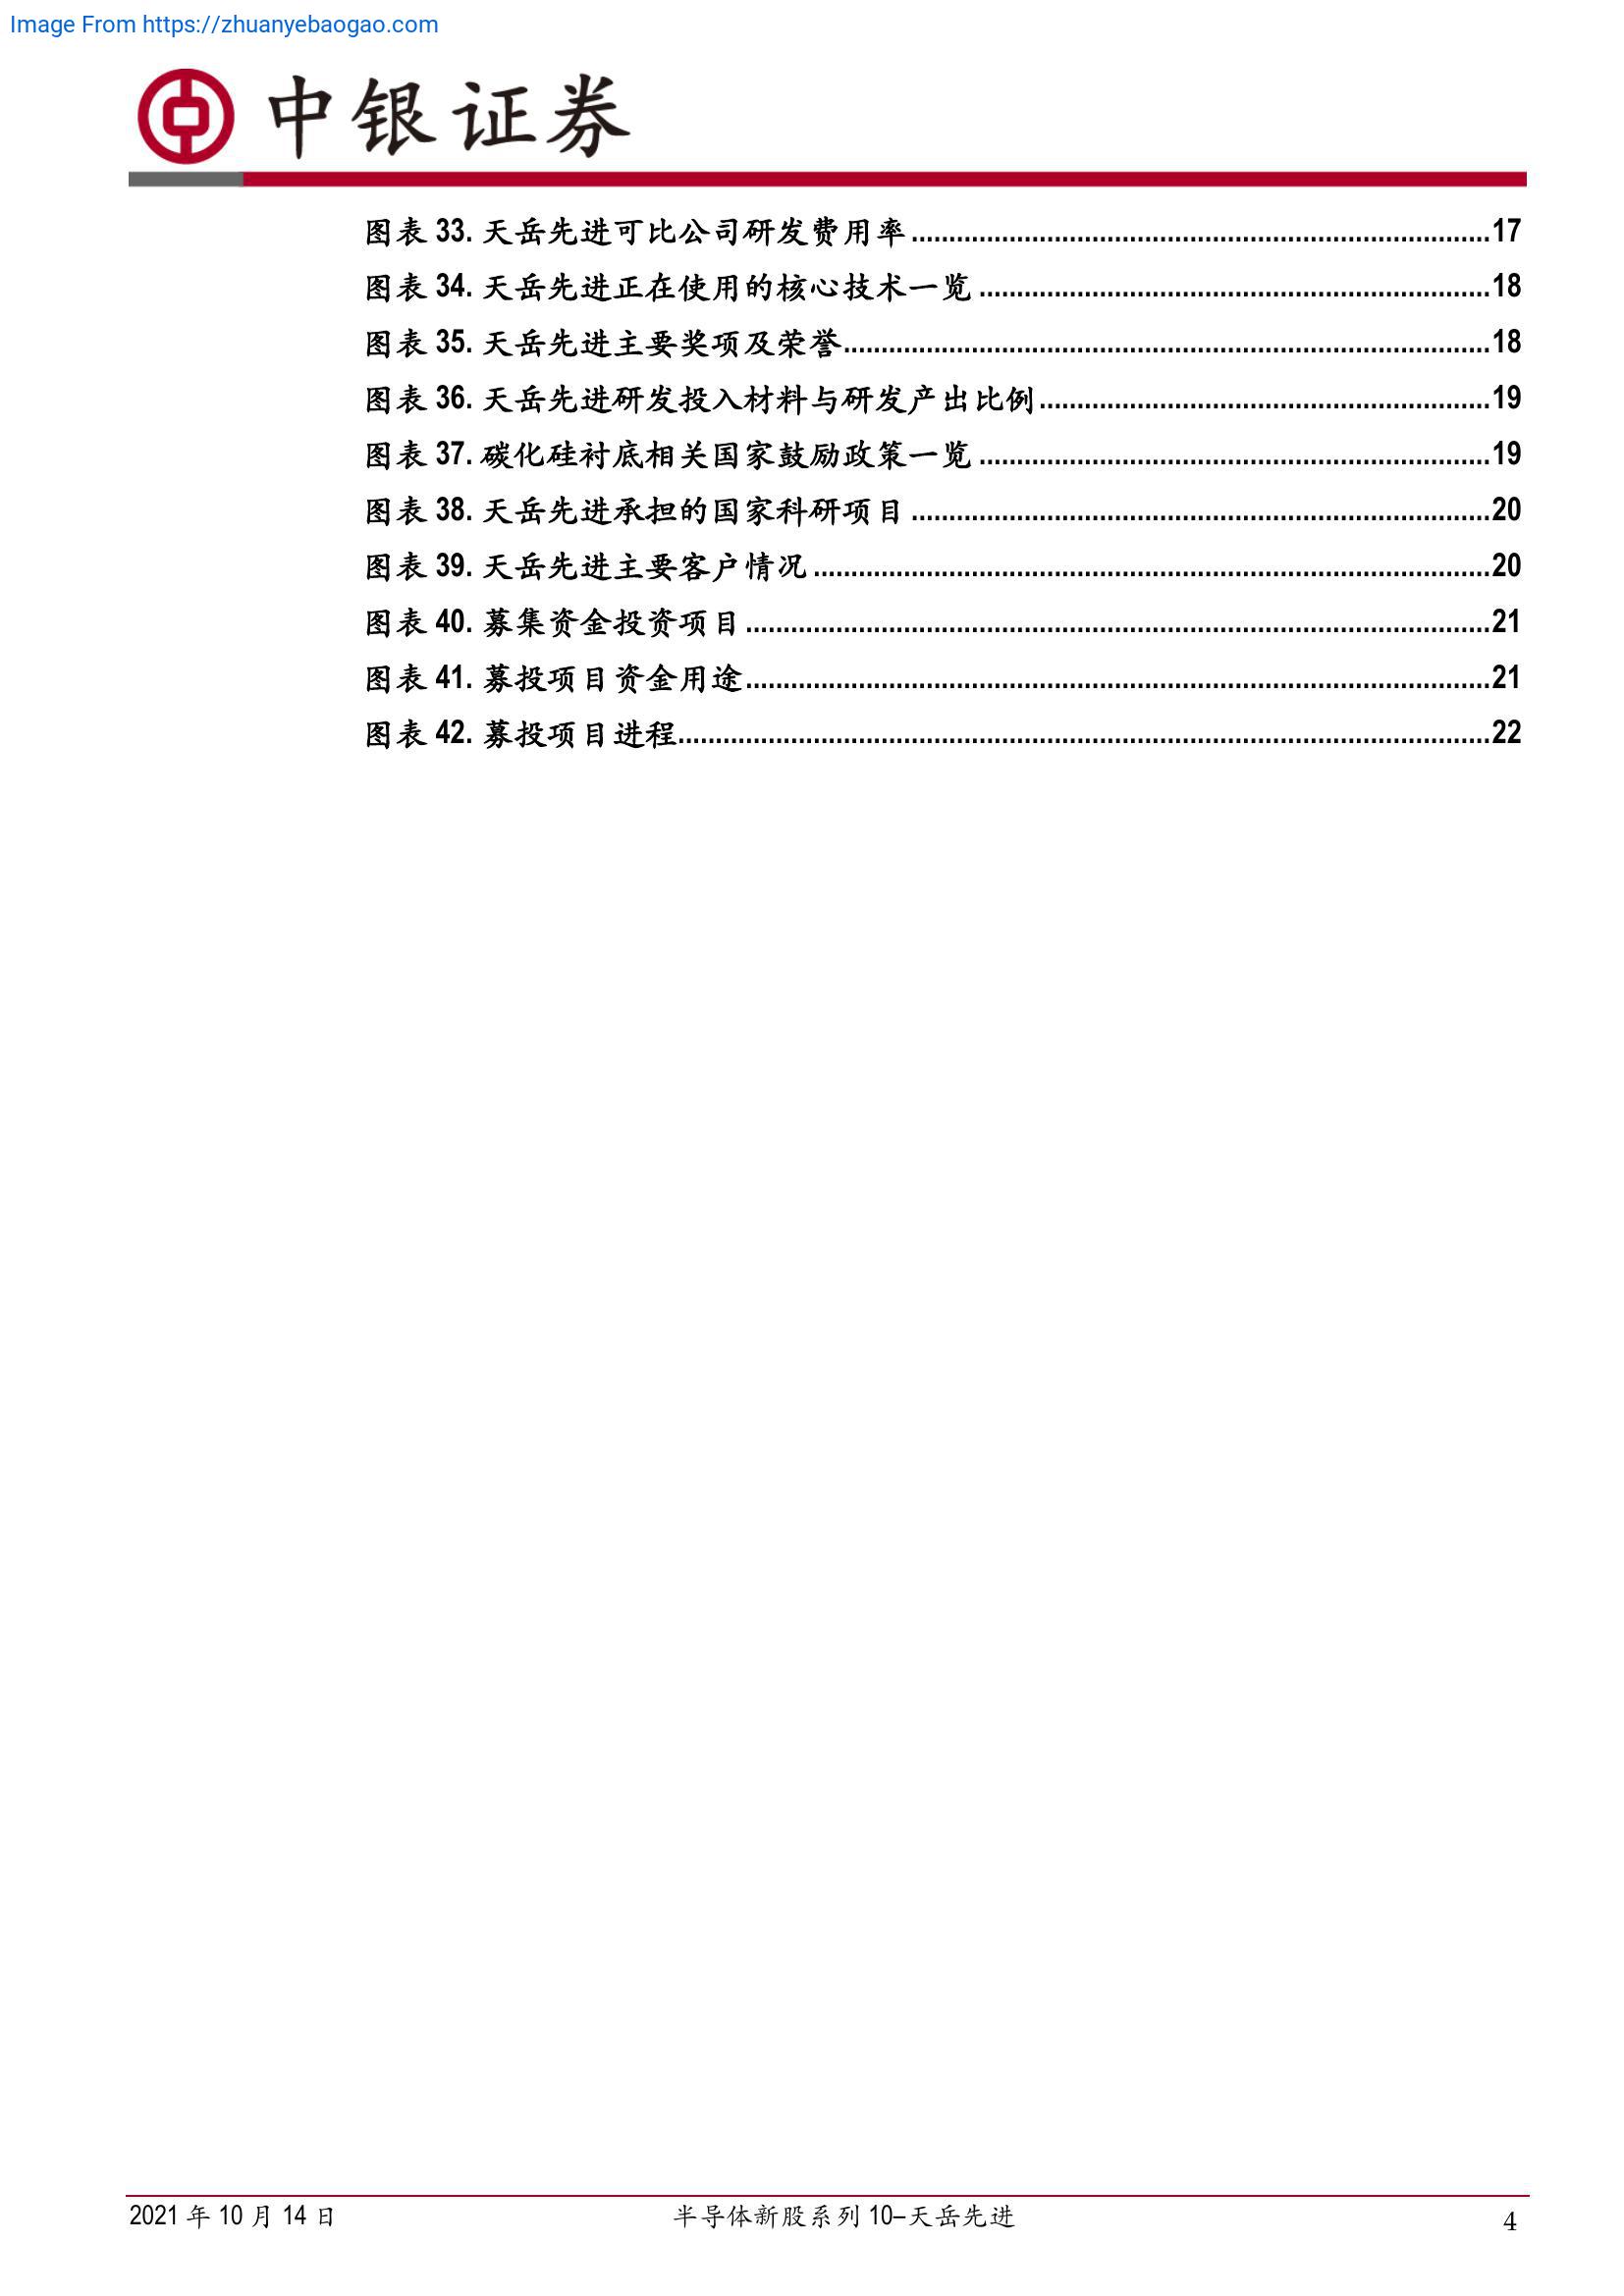 Image From https://zhuanyebaogao.com
中银证券
图表 33. 天岳先进可比公司研发费用率........17
图表 34. 天岳先进正在使用的核心技术一览........18
图表 35. 天岳先进主要奖项及荣誉........18
图表 36. 天岳先进研发投入材料与研发产出比例........19
图表 37. 碳化硅衬底相关国家鼓励政策一览........19
图表 38. 天岳先进承担的国家科研项目........20
图表 39. 天岳先进主要客户情况........20
图表 40. 募集资金投资项目........21
图表 41. 募投项目资金用途........21
图表 42. 募投项目进程........22
2021 年 10 月 14 日 半导体新股系列 10–天岳先进 4